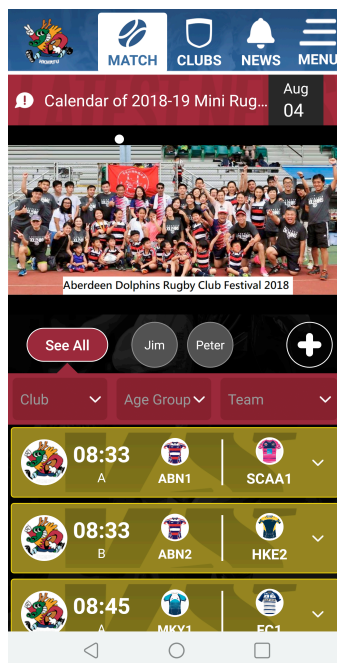 MATCH
CLUBS
NEWS
MENU
Calendar of 2018-19 Mini Rug...
Aug
04
Aberdeen Dolphins Rugby Club Festival 2018
See All
Jim
Peter
Club
Age Group
Team
08:33
A
ABN1
SCAA1
08:33
B
ABN2
HKE2
08:45
A
MKY1
FC1